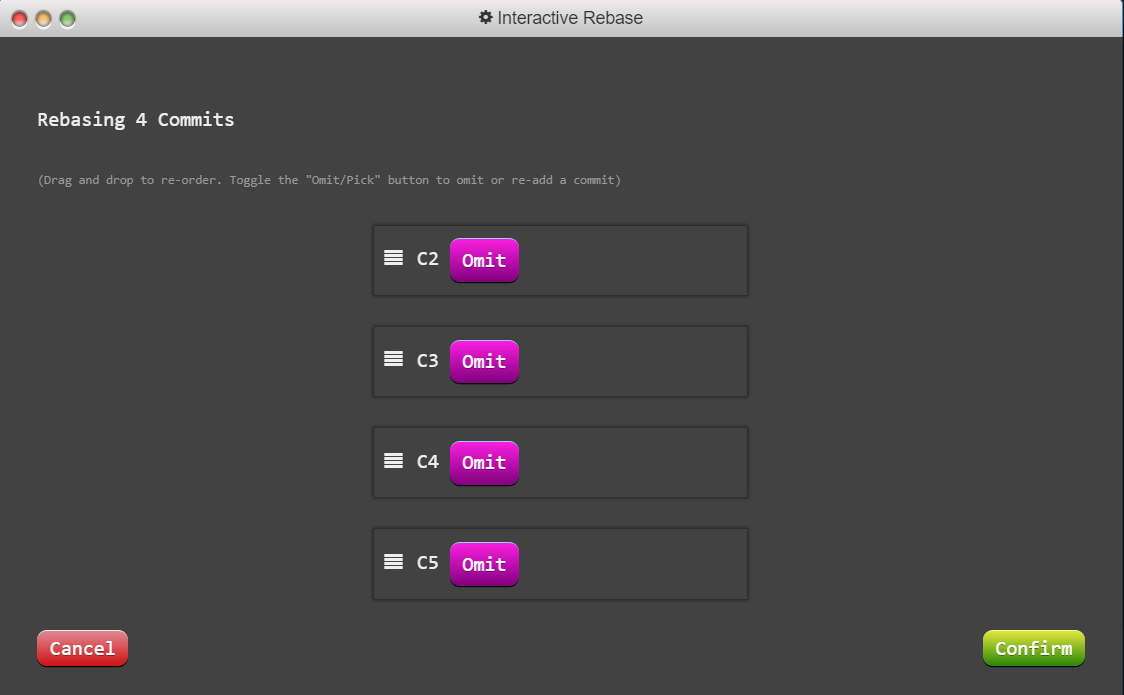 Interactive Rebase
Rebasing 4 Commits
(Drag and drop to re-order. Toggle the "Omit/Pick" button to omit or re-add a commit)
C2 Omit
C3 Omit
C4 Omit
C5 Omit
Cancel Confirm